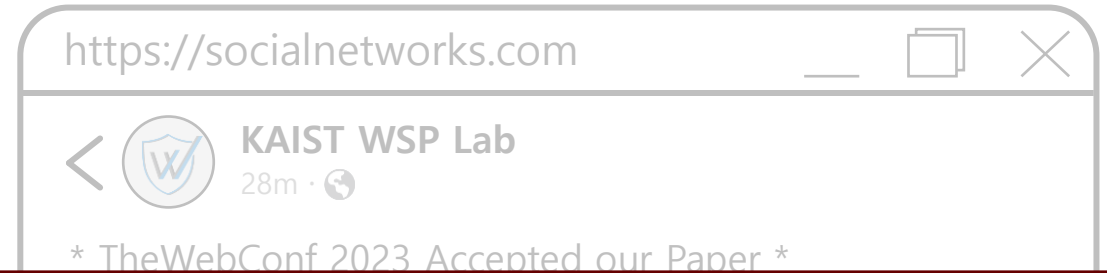 https://socialnetworks.com
KAIST WSP Lab
28m ·
* TheWebConf 2023 Accepted our Paper *